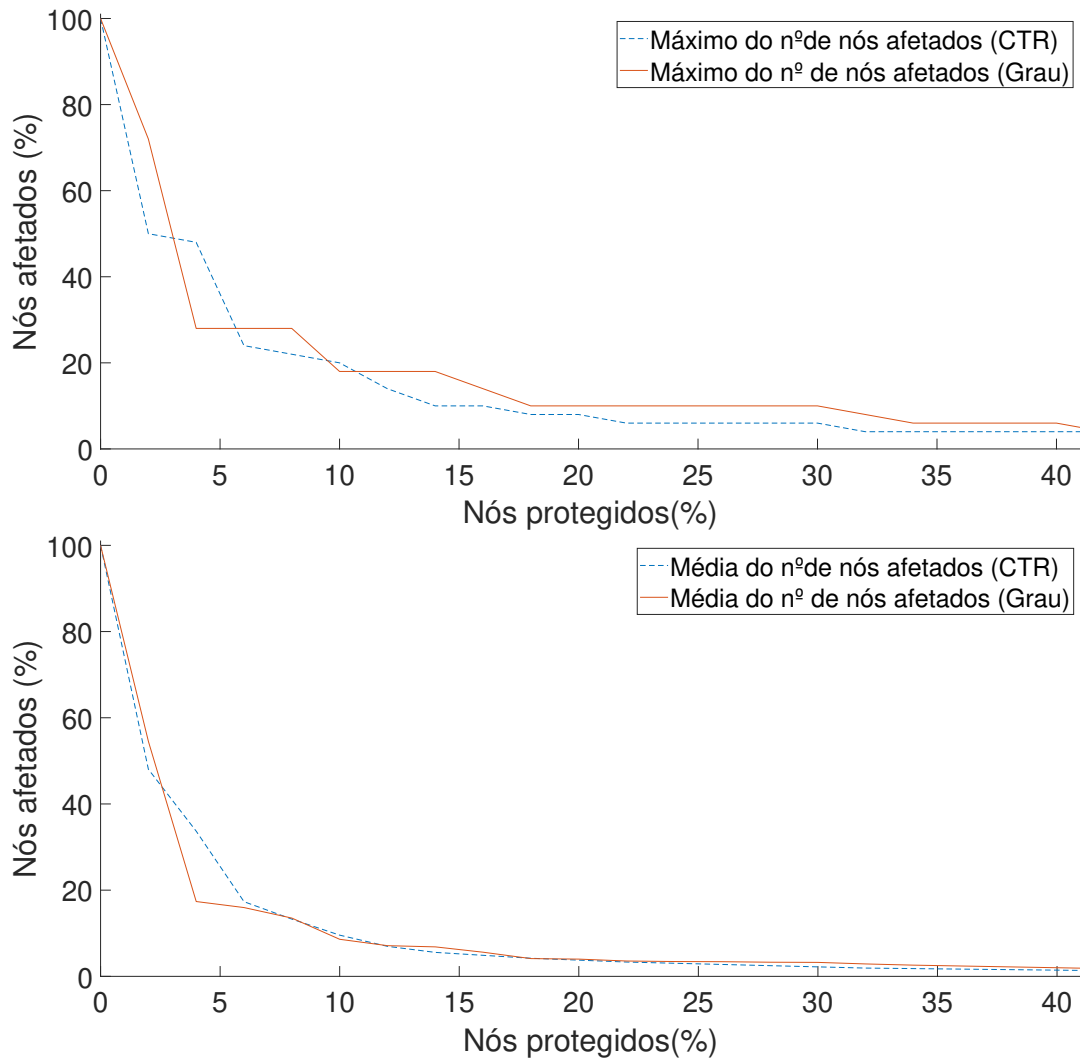 100
80
60
40
20
0
Nós afetados (%)
Máximo do nºde nós afetados (CTR)
Máximo do nº de nós afetados (Grau)
0 5 10 15 20 25 30 35 40
Nós protegidos(%)
100
80
60
40
20
0
Nós afetados (%)
Média do nºde nós afetados (CTR)
Média do nº de nós afetados (Grau)
0 5 10 15 20 25 30 35 40
Nós protegidos(%)